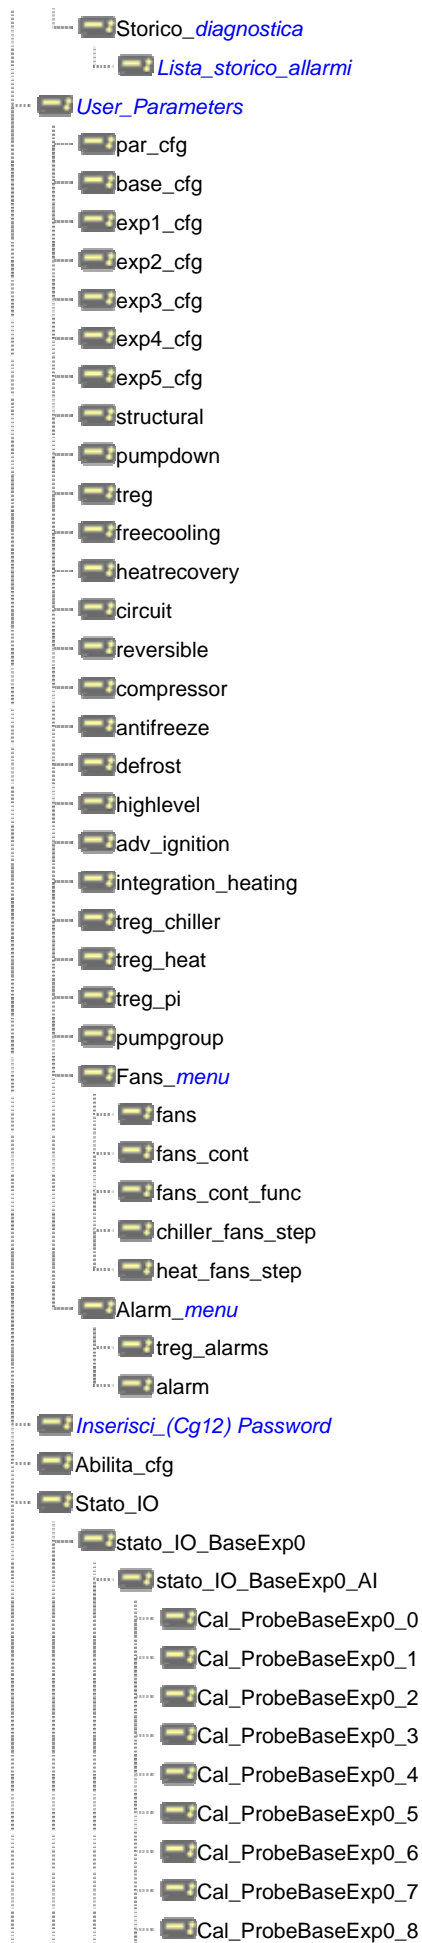 Storico_diagnostica
Lista_storico_allarmi
User_Parameters
par_cfg
base_cfg
exp1_cfg
exp2_cfg
exp3_cfg
exp4_cfg
exp5_cfg
structural
pumpdown
treg
freecooling
heatrecovery
circuit
reversible
compressor
antifreeze
defrost
highlevel
adv_ignition
integration_heating
treg_chiller
treg_heat
treg_pi
pumpgroup
Fans_menu
fans
fans_cont
fans_cont_func
chiller_fans_step
heat_fans_step
Alarm_menu
treg_alarms
alarm
Inserisci_(Cg12) Password
Abilita_cfg
Stato_IO
stato_IO_BaseExp0
stato_IO_BaseExp0_AI
Cal_ProbeBaseExp0_0
Cal_ProbeBaseExp0_1
Cal_ProbeBaseExp0_2
Cal_ProbeBaseExp0_3
Cal_ProbeBaseExp0_4
Cal_ProbeBaseExp0_5
Cal_ProbeBaseExp0_6
Cal_ProbeBaseExp0_7
Cal_ProbeBaseExp0_8